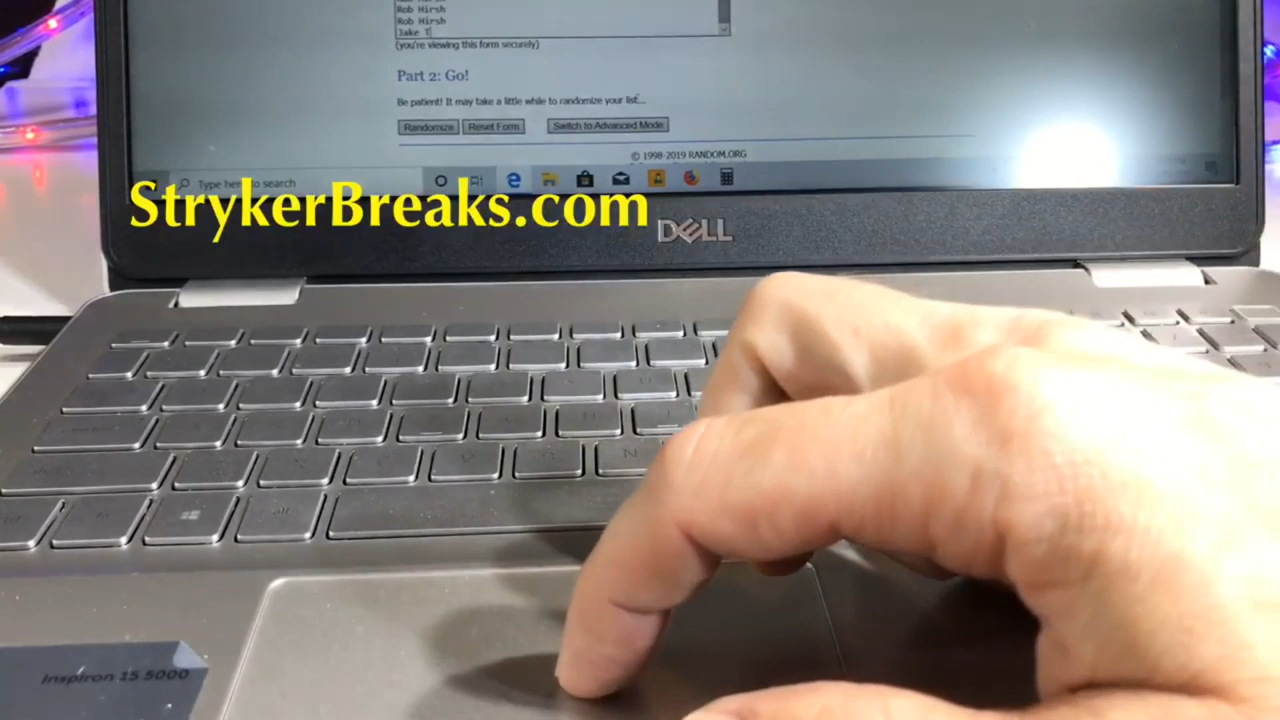 Rob Hirsh
Rob Hirsh
Jake T
(you're viewing this form securely)
Part 2: Go!
Be patient! It may take a little while to randomize your list...
Randomize Reset Form Switch to Advanced Mode
© 1998-2019 RANDOM.ORG
Type here to search
StrykerBreaks.com
DELL
Inspiron 15 5000